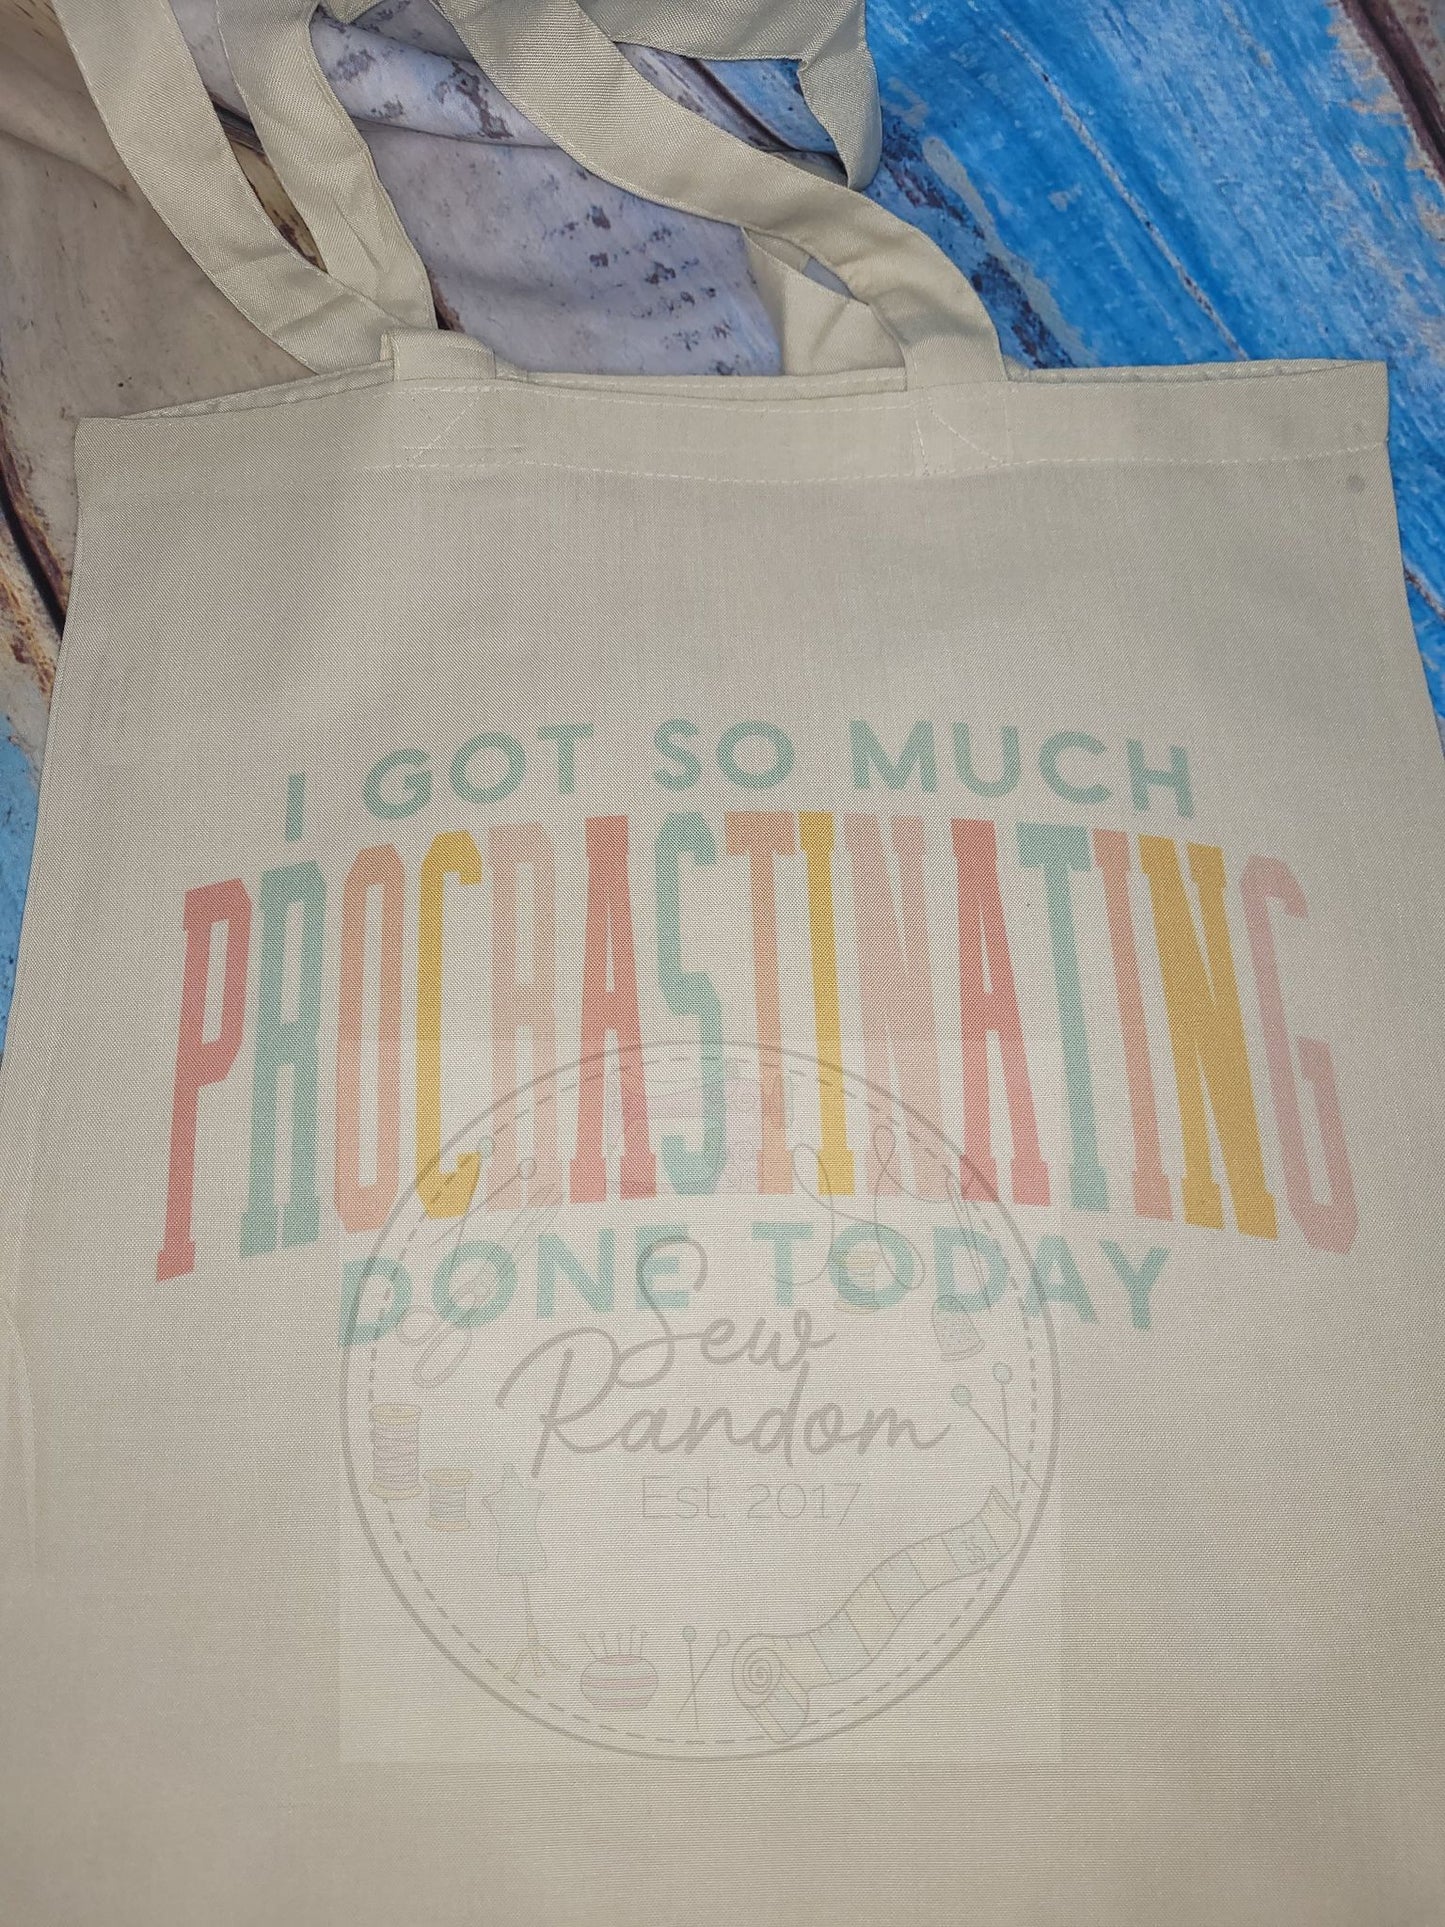 I GOT SO MUCH
PROCRASTINATING
DONE TODAY
Sew
Random
Est. 2017